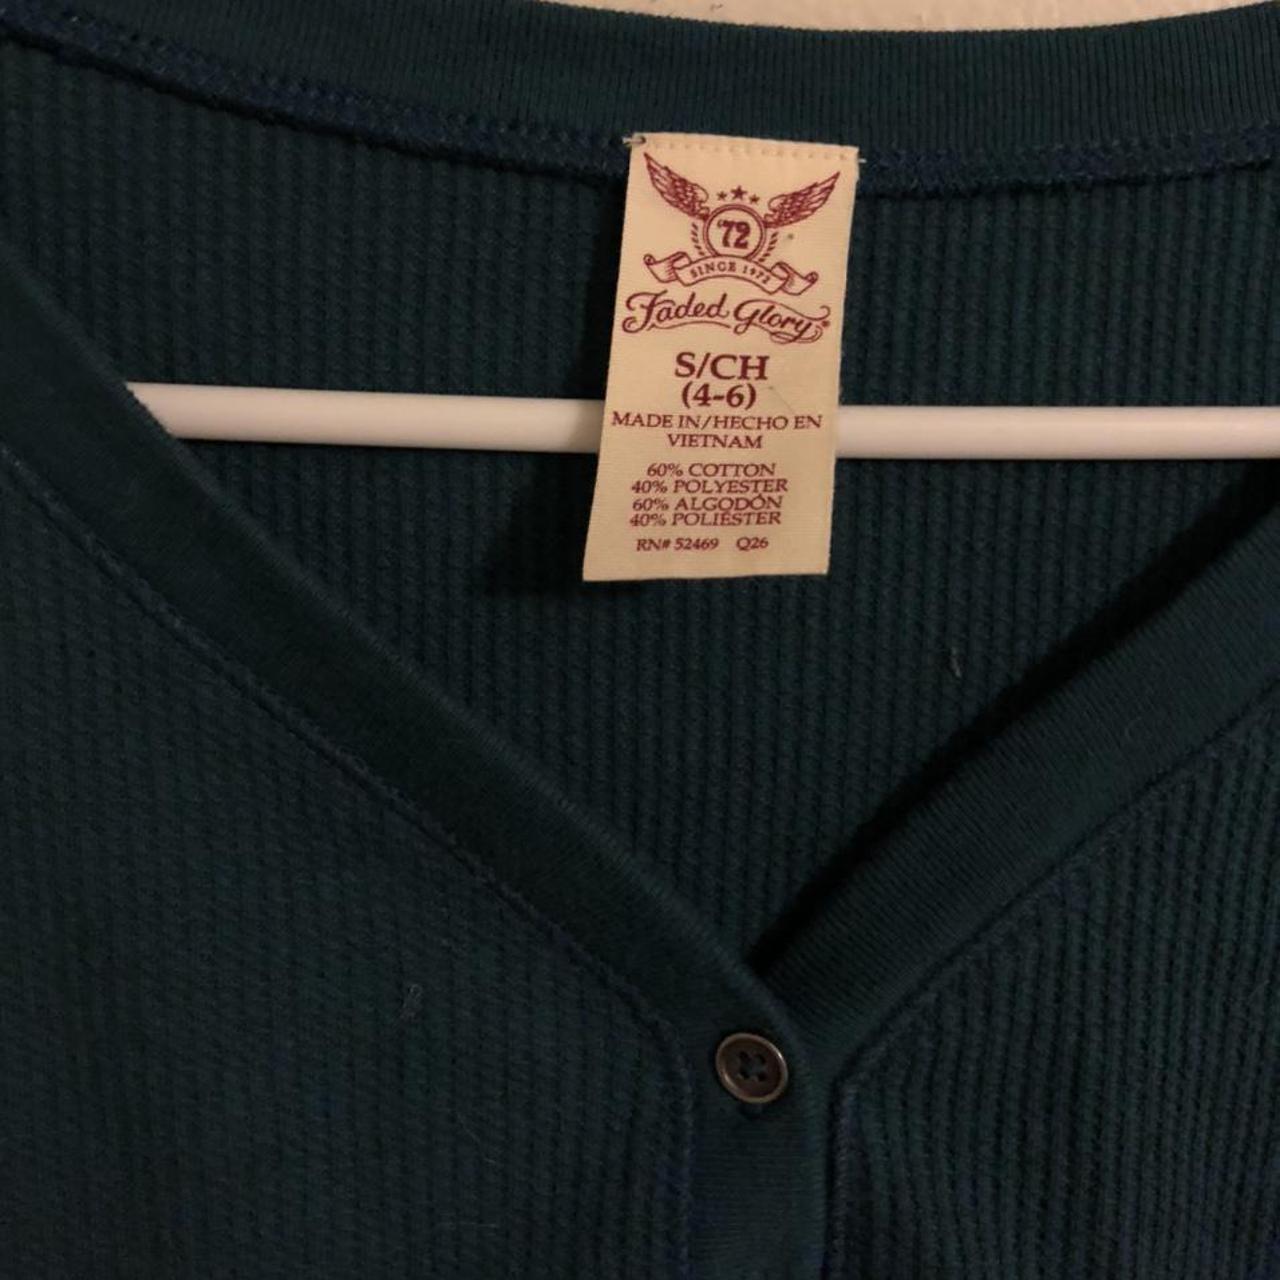 '72
SINCE 1972
Faded Glory®
S/CH
(4-6)
MADE IN/HECHO EN
VIETNAM
60% COTTON
40% POLYESTER
60% ALGODÓN
40% POLIÉSTER
RN# 52469 Q26